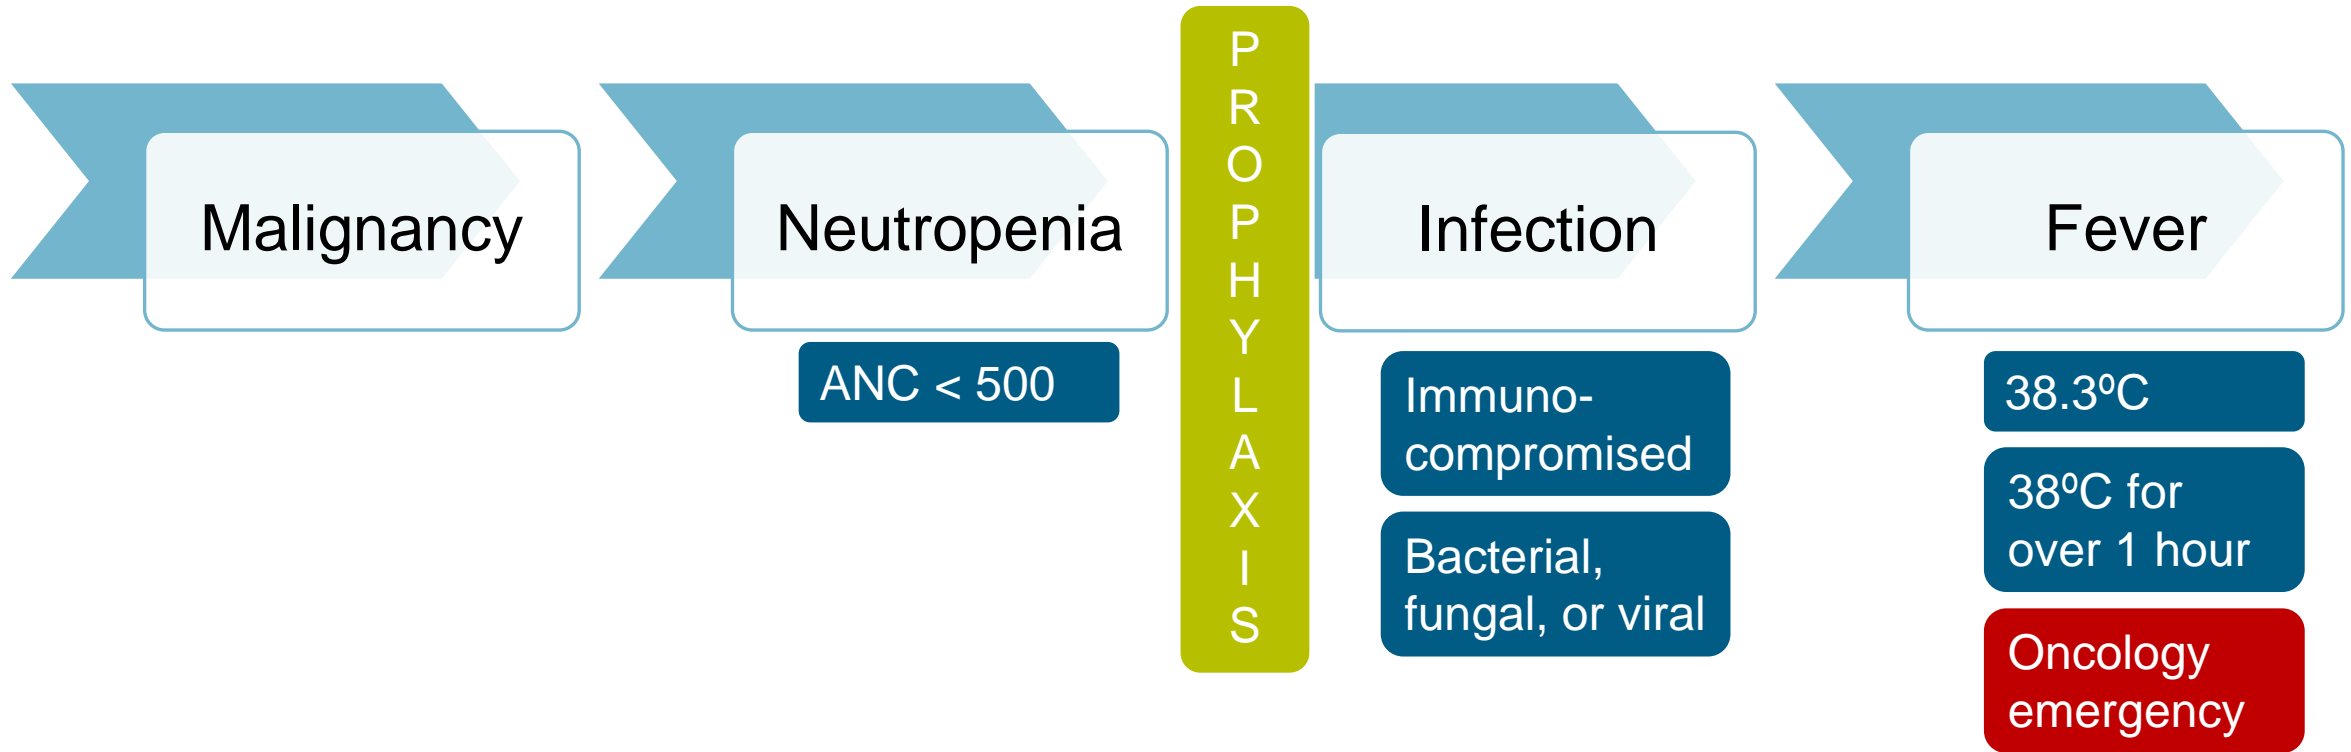 Malignancy
Neutropenia
ANC < 500
P
R
O
P
H
Y
L
A
X
I
S
Infection
Immuno-
compromised
Bacterial,
fungal, or viral
Fever
38.3ºC
38ºC for
over 1 hour
Oncology
emergency